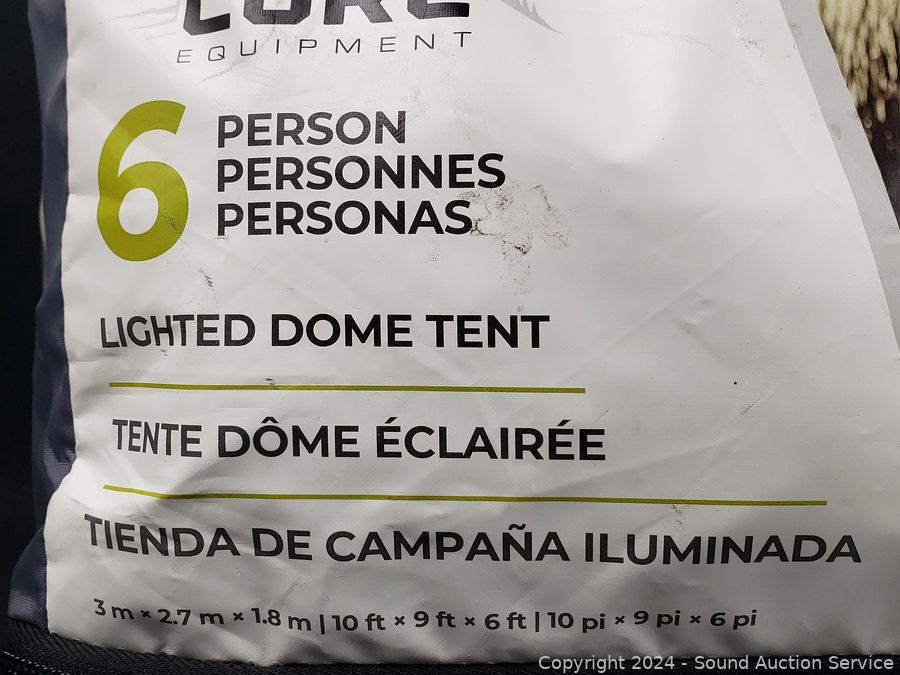 CORE
EQUIPMENT
6
PERSON
PERSONNES
PERSONAS
LIGHTED DOME TENT
TENTE DÔME ÉCLAIRÉE
TIENDA DE CAMPAÑA ILUMINADA
3 m × 2.7 m × 1.8 m | 10 ft × 9 ft × 6 ft | 10 pi × 9 pi × 6 pi
Copyright 2024 - Sound Auction Service